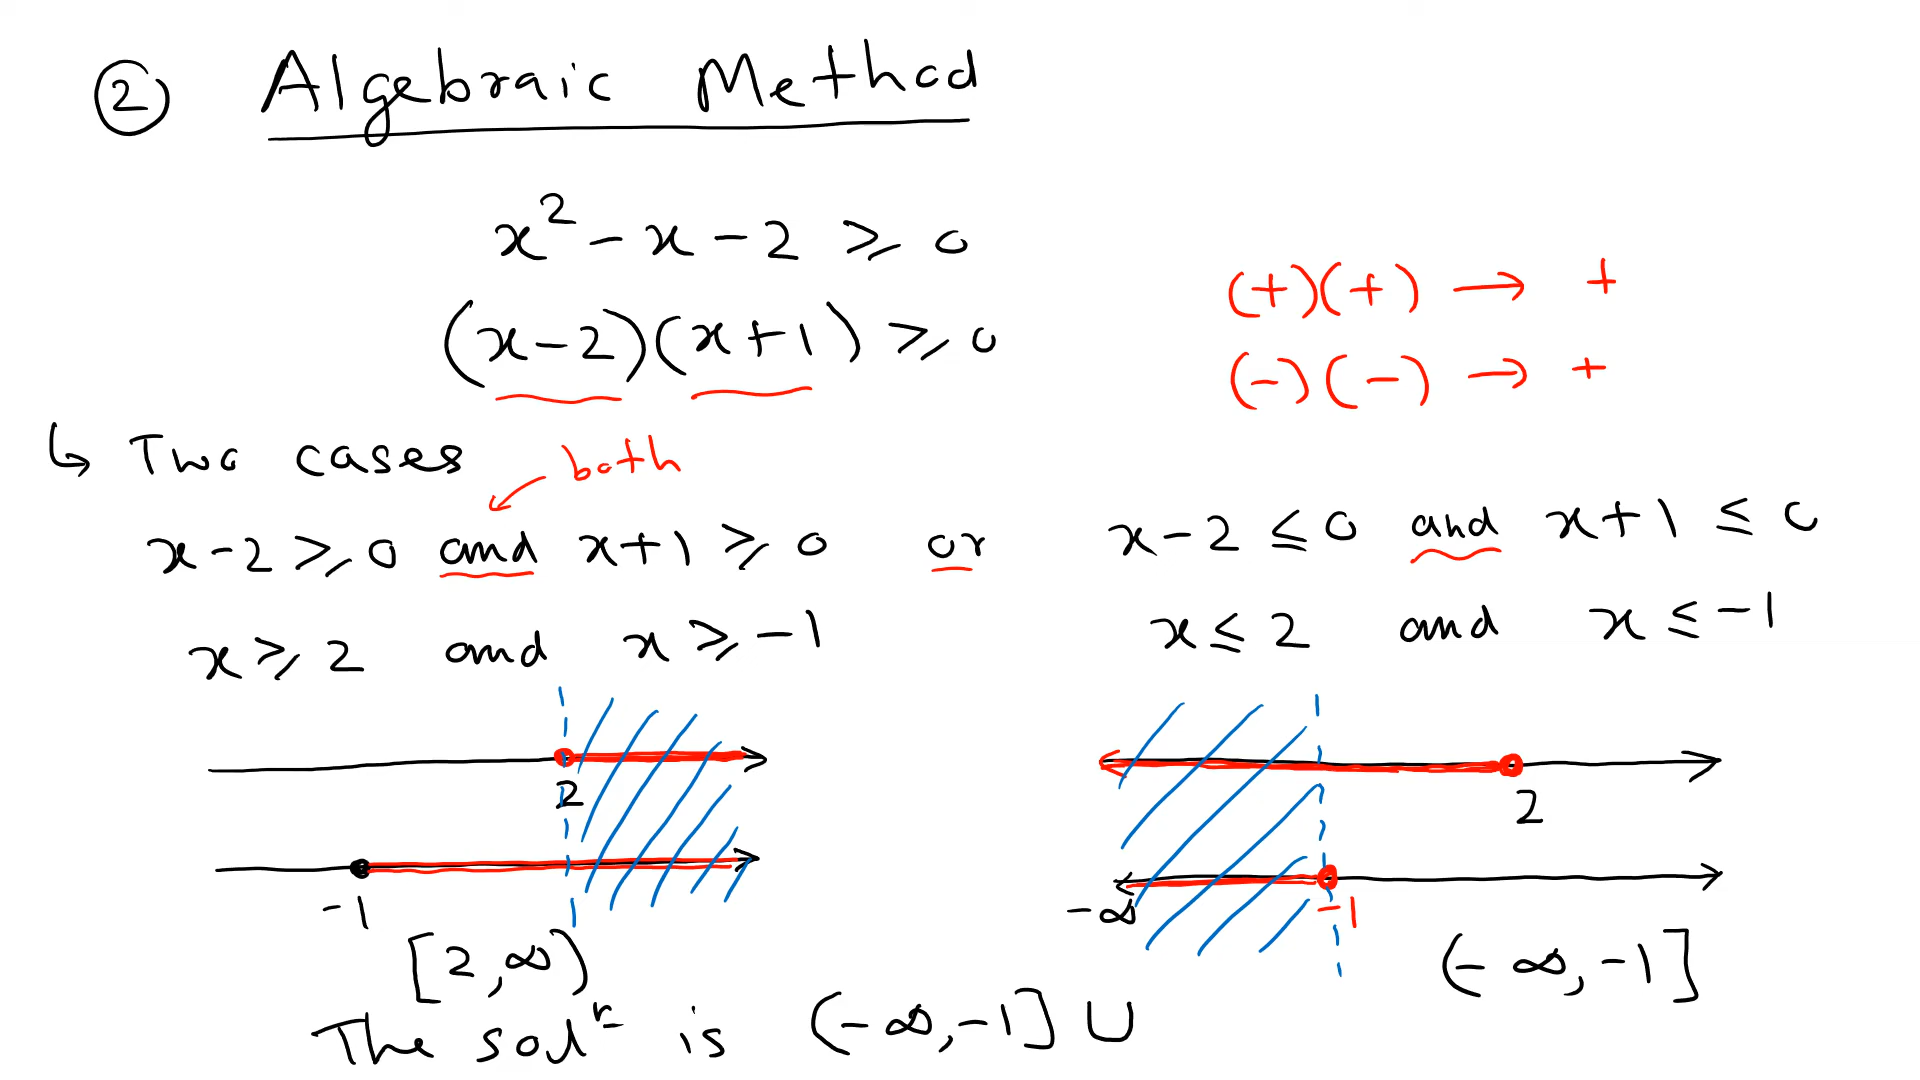 ② Algebraic Method
x² - x - 2 ≥ 0
(x-2)(x+1) ≥ 0
(+)(+) → +
(-)(-) → +
↳ Two cases
both
x-2 ≥ 0 and x+1 ≥ 0 or x-2 ≤ 0 and x+1 ≤ 0
x ≥ 2 and x ≥ -1
x ≤ 2 and x ≤ -1
2
-1
2
-∞
-1
[2, ∞)
(-∞, -1]
The solⁿ is (-∞, -1] ∪